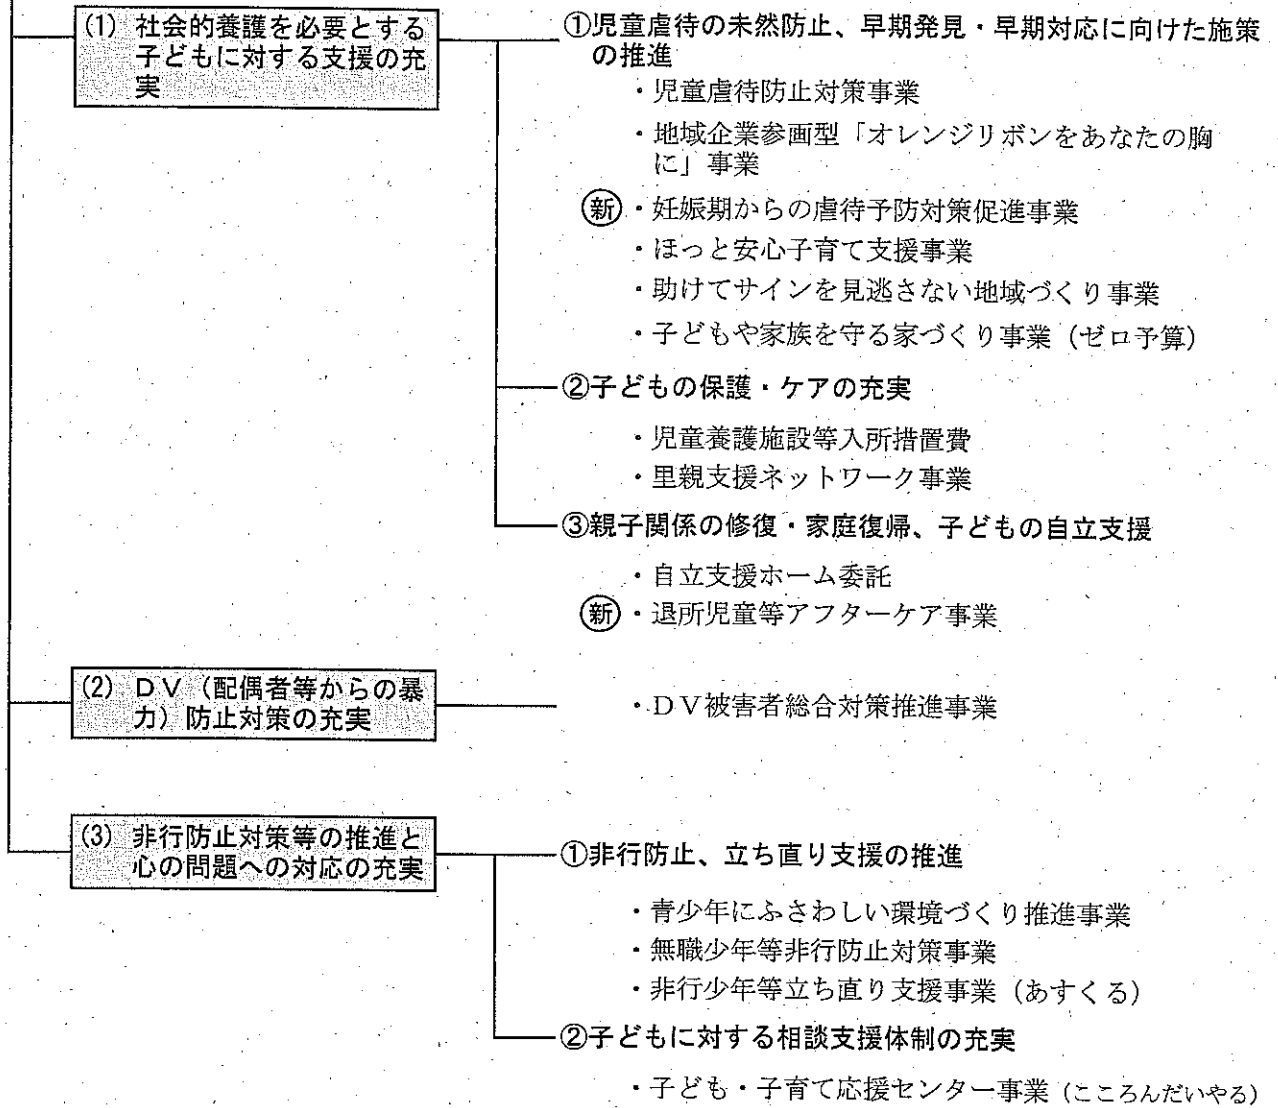 (1) 社会的養護を必要とする
子どもに対する支援の充
実
①児童虐待の未然防止、早期発見・早期対応に向けた施策
の推進
・児童虐待防止対策事業
・地域企業参画型「オレンジリボンをあなたの胸
に」事業
新・妊娠期からの虐待予防対策促進事業
・ほっと安心子育て支援事業
・助けてサインを見逃さない地域づくり事業
・子どもや家族を守る家づくり事業（ゼロ予算）
②子どもの保護・ケアの充実
・児童養護施設等入所措置費
・里親支援ネットワーク事業
③親子関係の修復・家庭復帰、子どもの自立支援
・自立支援ホーム委託
新・退所児童等アフターケア事業
(2) ＤＶ（配偶者等からの暴
力）防止対策の充実
・ＤＶ被害者総合対策推進事業
(3) 非行防止対策等の推進と
心の問題への対応の充実
①非行防止、立ち直り支援の推進
・青少年にふさわしい環境づくり推進事業
・無職少年等非行防止対策事業
・非行少年等立ち直り支援事業（あすくる）
②子どもに対する相談支援体制の充実
・子ども・子育て応援センター事業（こころんだいやる）